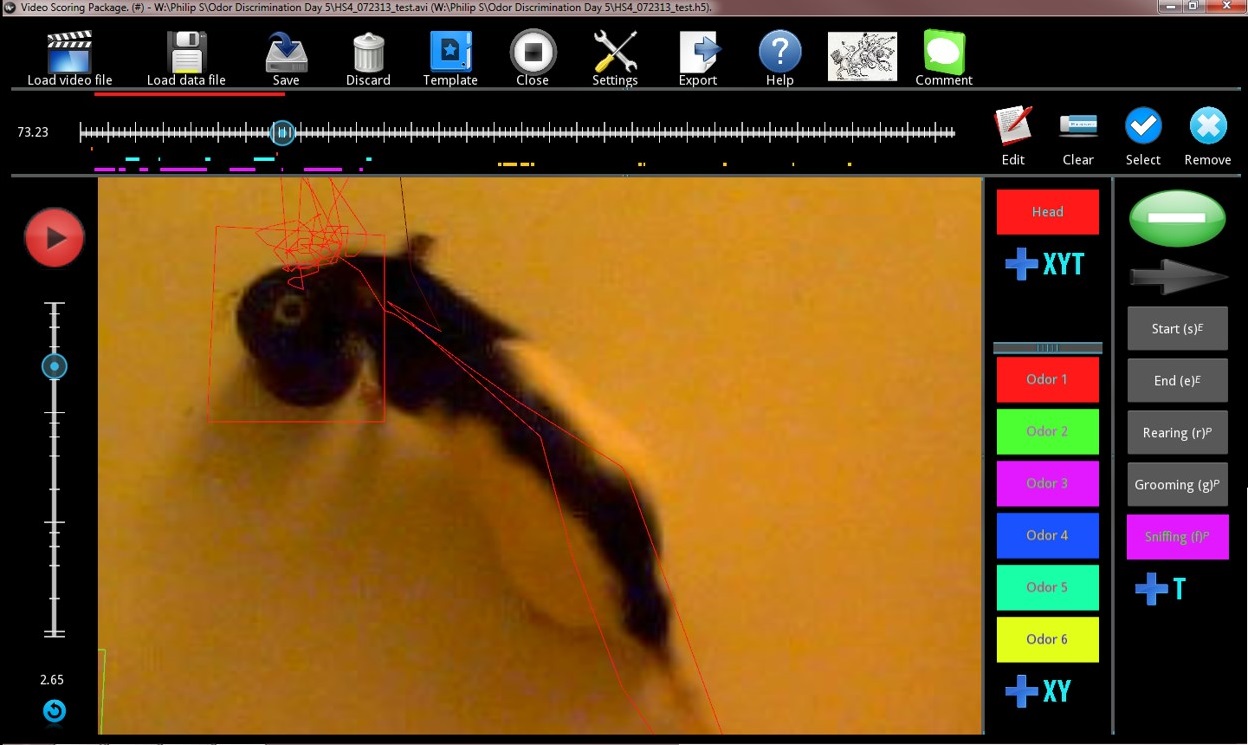 Video Scoring Package. (#) - W:\Philip S\Odor Discrimination Day 5\HS4_072313_test.avi (W:\Philip S\Odor Discrimination Day 5\HS4_072313_test.h5).
Load video file Load data file Save Discard Template Close Settings Export Help Comment
73.23
Edit Clear Select Remove
Head
XYT
Start (s)E
End (e)E
Odor 1
Odor 2
Rearing (r)P
Odor 3
Grooming (g)P
Odor 4
Sniffing (f)P
Odor 5
T
Odor 6
2.65
XY